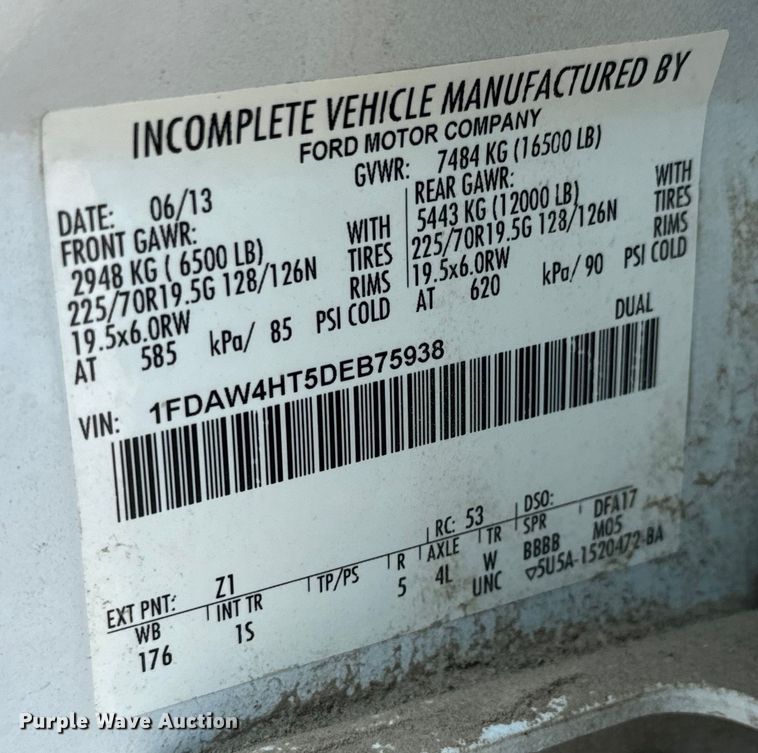 INCOMPLETE VEHICLE MANUFACTURED BY
FORD MOTOR COMPANY
DATE: 06/13 GVWR: 7484 KG (16500 LB)
FRONT GAWR: REAR GAWR:
2948 KG ( 6500 LB) WITH 5443 KG (12000 LB) WITH
225/70R19.5G 128/126N TIRES 225/70R19.5G 128/126N TIRES
19.5x6.0RW RIMS 19.5x6.0RW RIMS
AT 585 kPa/ 85 PSI COLD AT 620 kPa/ 90 PSI COLD
DUAL
VIN: 1FDAW4HT5DEB75938
EXT PNT: Z1 RC: 53 DSO:
WB INT TR TP/PS R AXLE TR SPR DFA17
176 1S 5 4L W BBBB M05
UNC ▽5U5A-1520472-BA
Purple Wave Auction